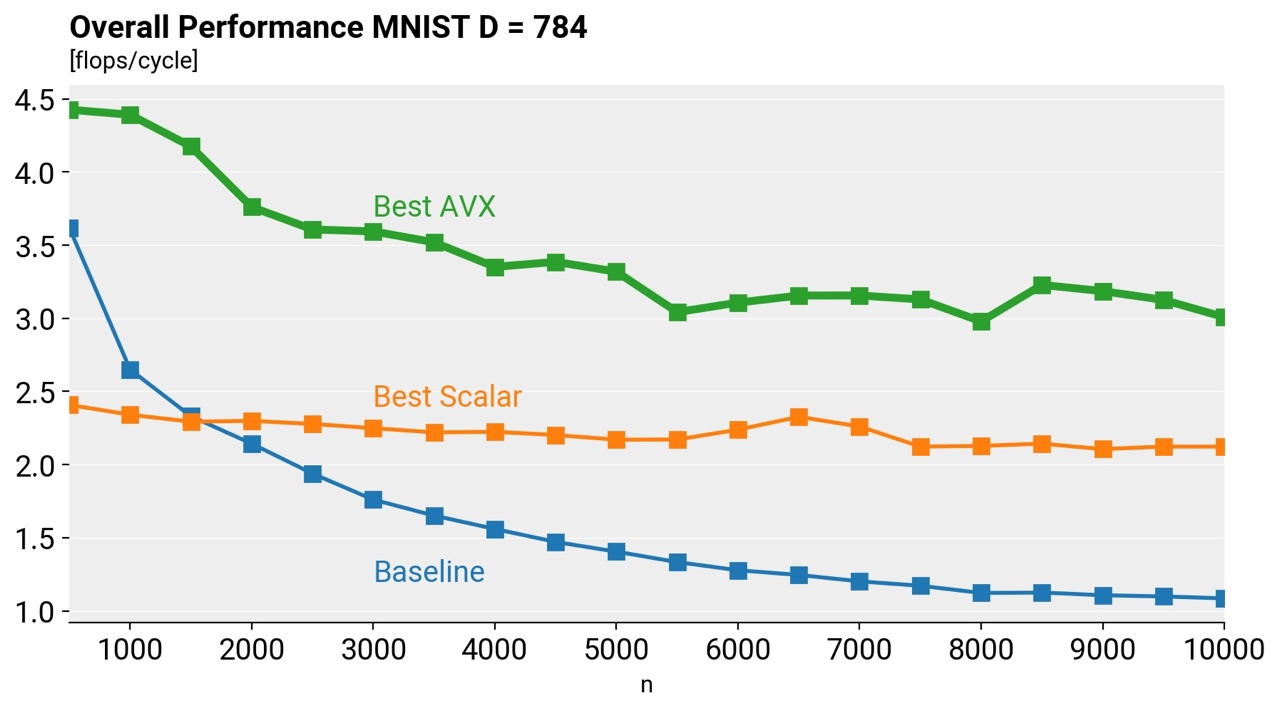 Overall Performance MNIST D = 784
[flops/cycle]
4.5
4.0
3.5
3.0
2.5
2.0
1.5
1.0
Best AVX
Best Scalar
Baseline
1000 2000 3000 4000 5000 6000 7000 8000 9000 10000
n